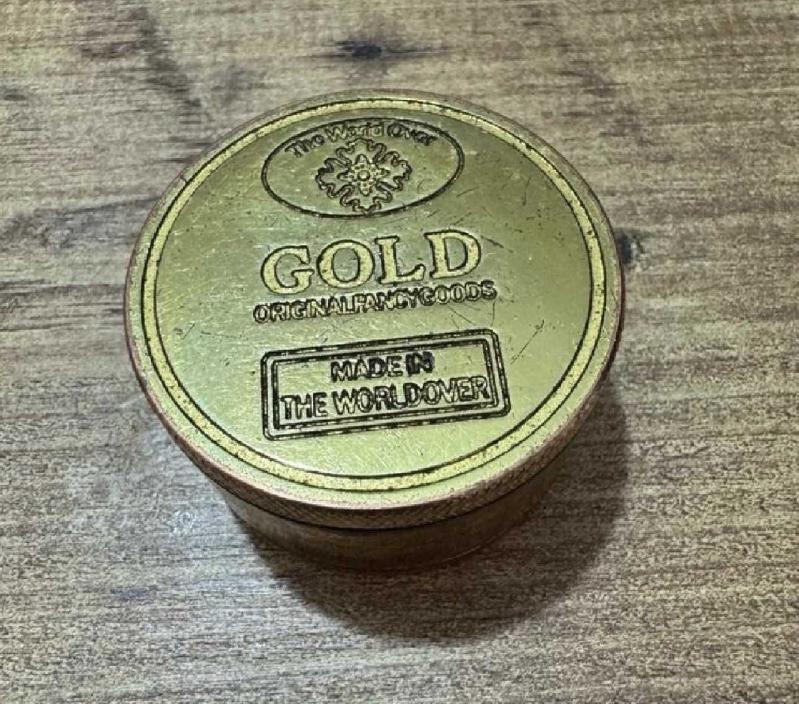 The World Over
GOLD
ORIGINALFANCYGOODS
MADE IN
THE WORLDOVER